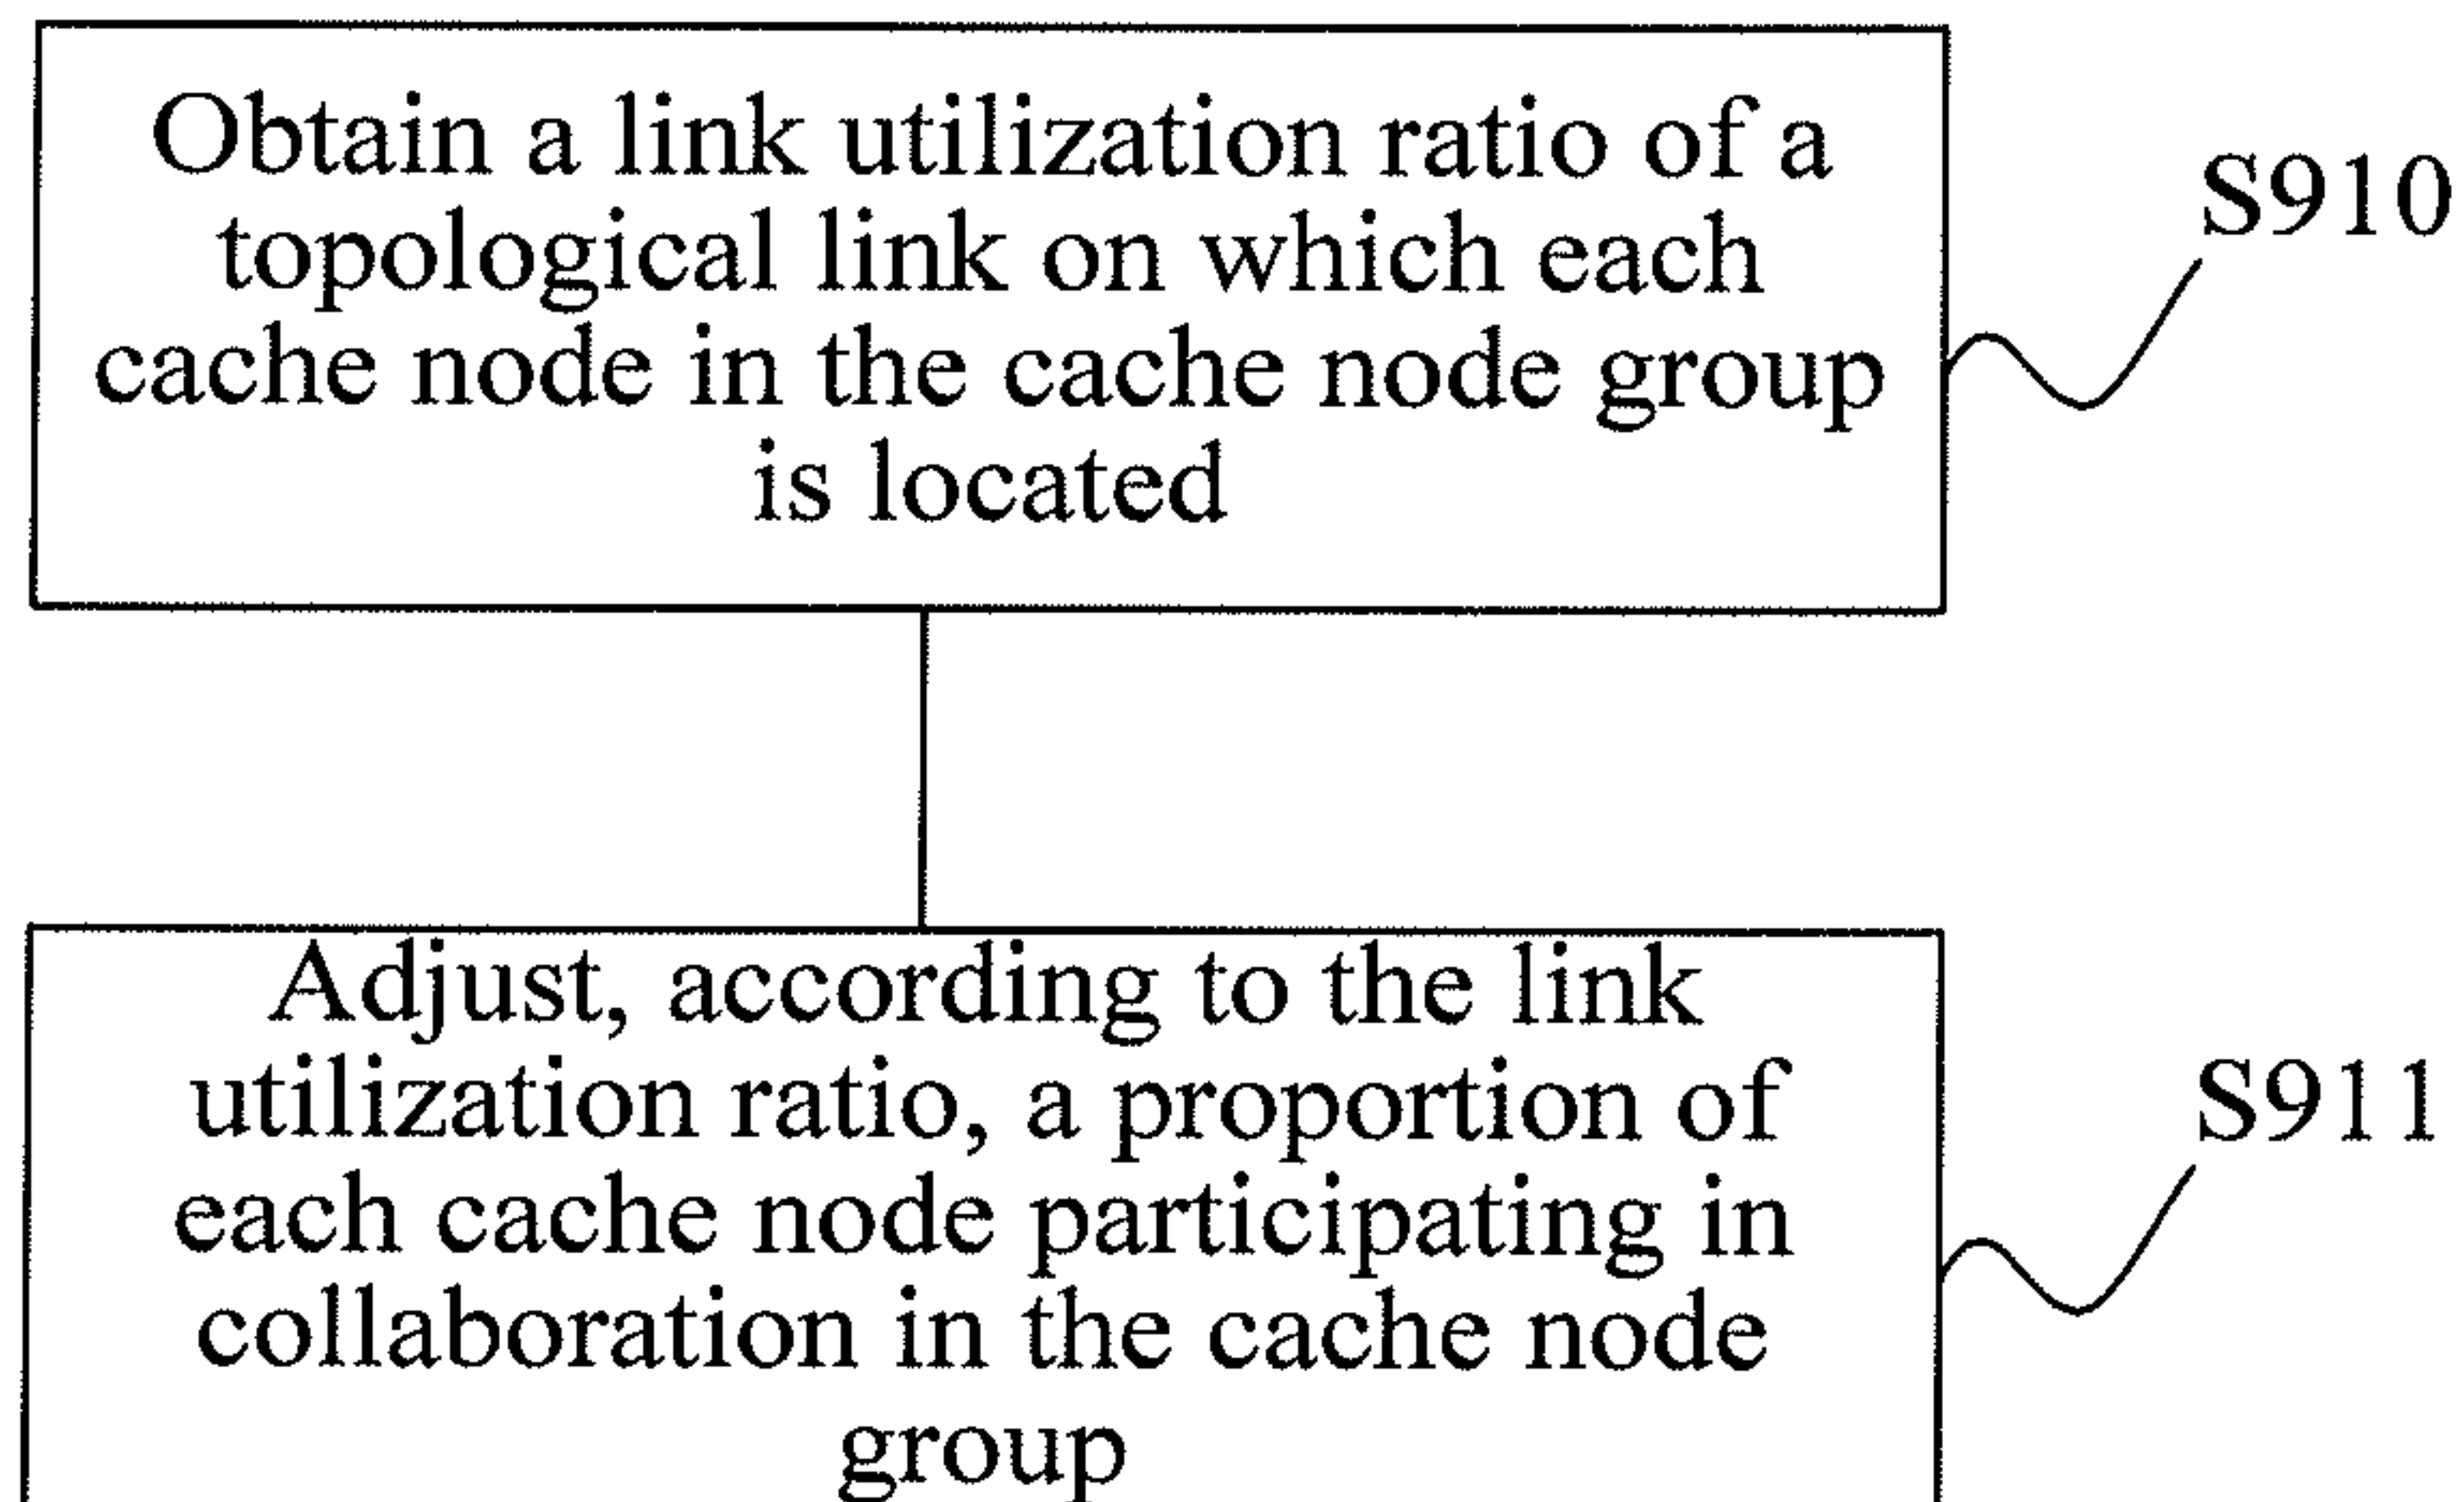 Obtain a link utilization ratio of a
topological link on which each
cache node in the cache node group
is located
S910
Adjust, according to the link
utilization ratio, a proportion of
each cache node participating in
collaboration in the cache node
group
S911